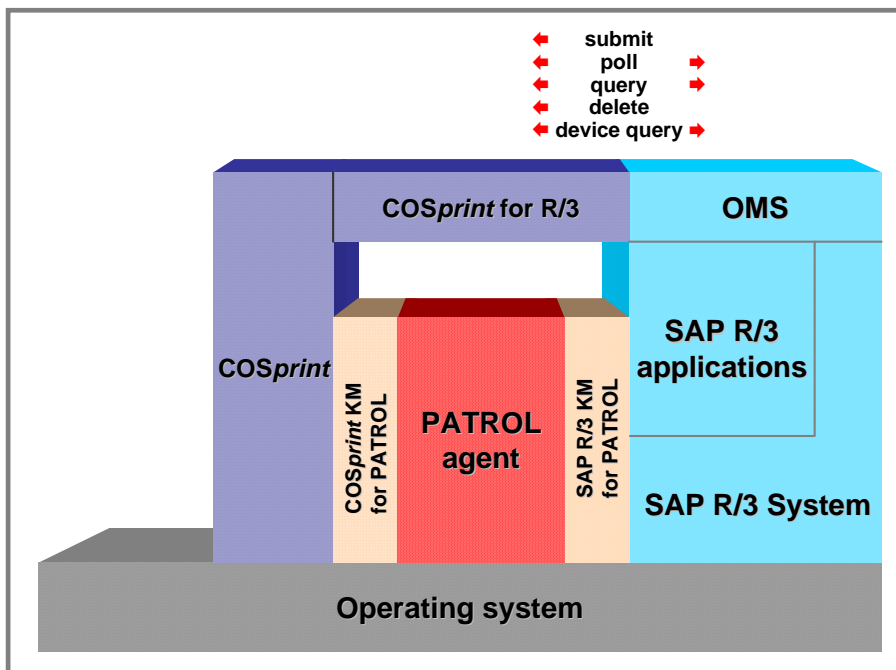 submit
poll
query
delete
device query
COSprint for R/3
OMS
COSprint
COSprint KM
for PATROL
PATROL
agent
SAP R/3 KM
for PATROL
SAP R/3
applications
SAP R/3 System
Operating system